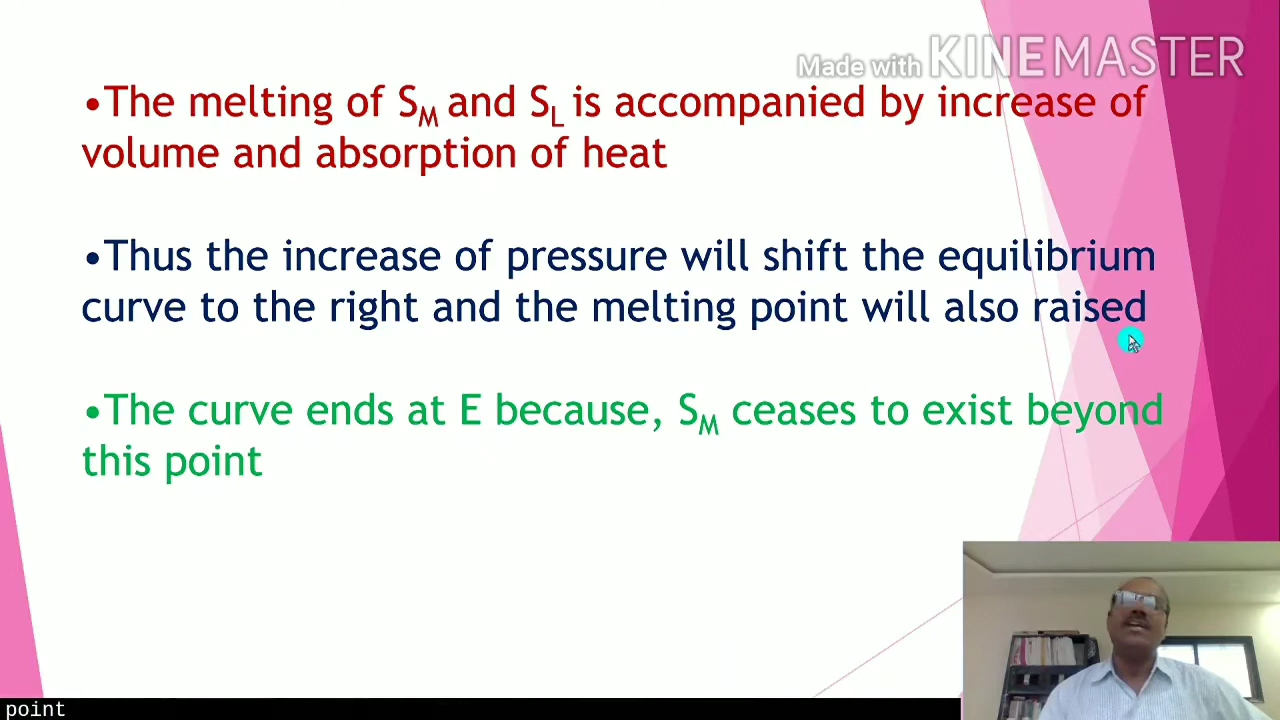 Made with KINEMASTER
•The melting of SM and SL is accompanied by increase of
volume and absorption of heat
•Thus the increase of pressure will shift the equilibrium
curve to the right and the melting point will also raised
•The curve ends at E because, SM ceases to exist beyond
this point
point